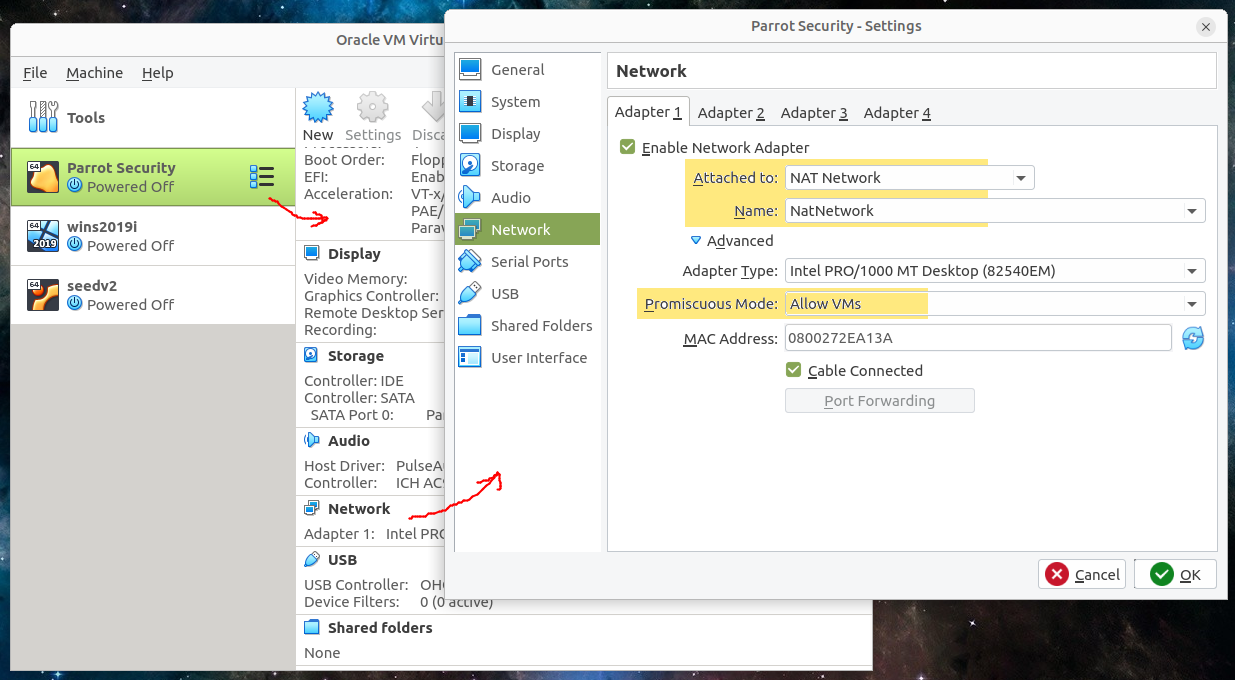 Oracle VM Virtu
File Machine Help
Tools
64
Parrot Security
Powered Off
64
2019
wins2019i
Powered Off
64
seedv2
Powered Off
New Settings Disca
Boot Order: Flopp
EFI: Enab
Acceleration: VT-x/
PAE/
Parav
Display
Video Memory:
Graphics Controller:
Remote Desktop Ser
Recording:
Storage
Controller: IDE
Controller: SATA
SATA Port 0: Pa
Audio
Host Driver: PulseAu
Controller: ICH AC9
Network
Adapter 1: Intel PRO
USB
USB Controller: OHC
Device Filters: 0 (0 active)
Shared folders
None
Parrot Security - Settings
General
System
Display
Storage
Audio
Network
Serial Ports
USB
Shared Folders
User Interface
Network
Adapter 1 Adapter 2 Adapter 3 Adapter 4
Enable Network Adapter
Attached to: NAT Network
Name: NatNetwork
Advanced
Adapter Type: Intel PRO/1000 MT Desktop (82540EM)
Promiscuous Mode: Allow VMs
MAC Address: 0800272EA13A
Cable Connected
Port Forwarding
Cancel OK